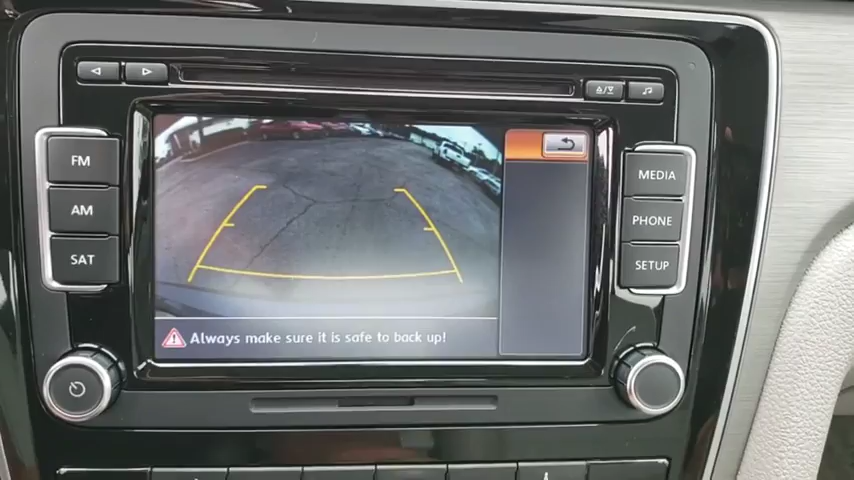 FM
AM
SAT
MEDIA
PHONE
SETUP
Always make sure it is safe to back up!